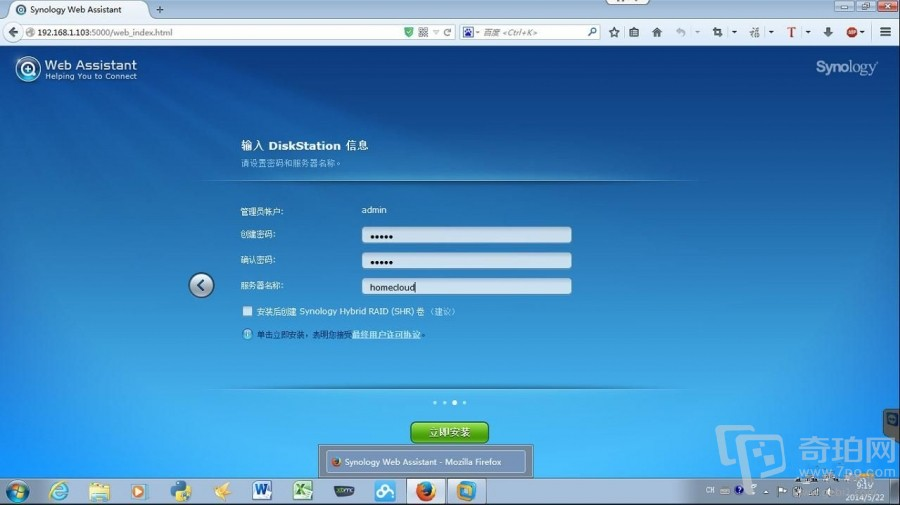 Synology Web Assistant
192.168.1.103:5000/web_index.html
百度 <Ctrl+K>
Web Assistant
Helping You to Connect
Synology
输入 DiskStation 信息
请设置密码和服务器名称。
管理员帐户: admin
创建密码: •••••
确认密码: •••••
服务器名称: homecloud
安装后创建 Synology Hybrid RAID (SHR) 卷（建议）
单击立即安装，表明您接受最终用户许可协议。
立即安装
Synology Web Assistant - Mozilla Firefox
奇珀网
www.7po.com
CH
9:19
2014/5/22